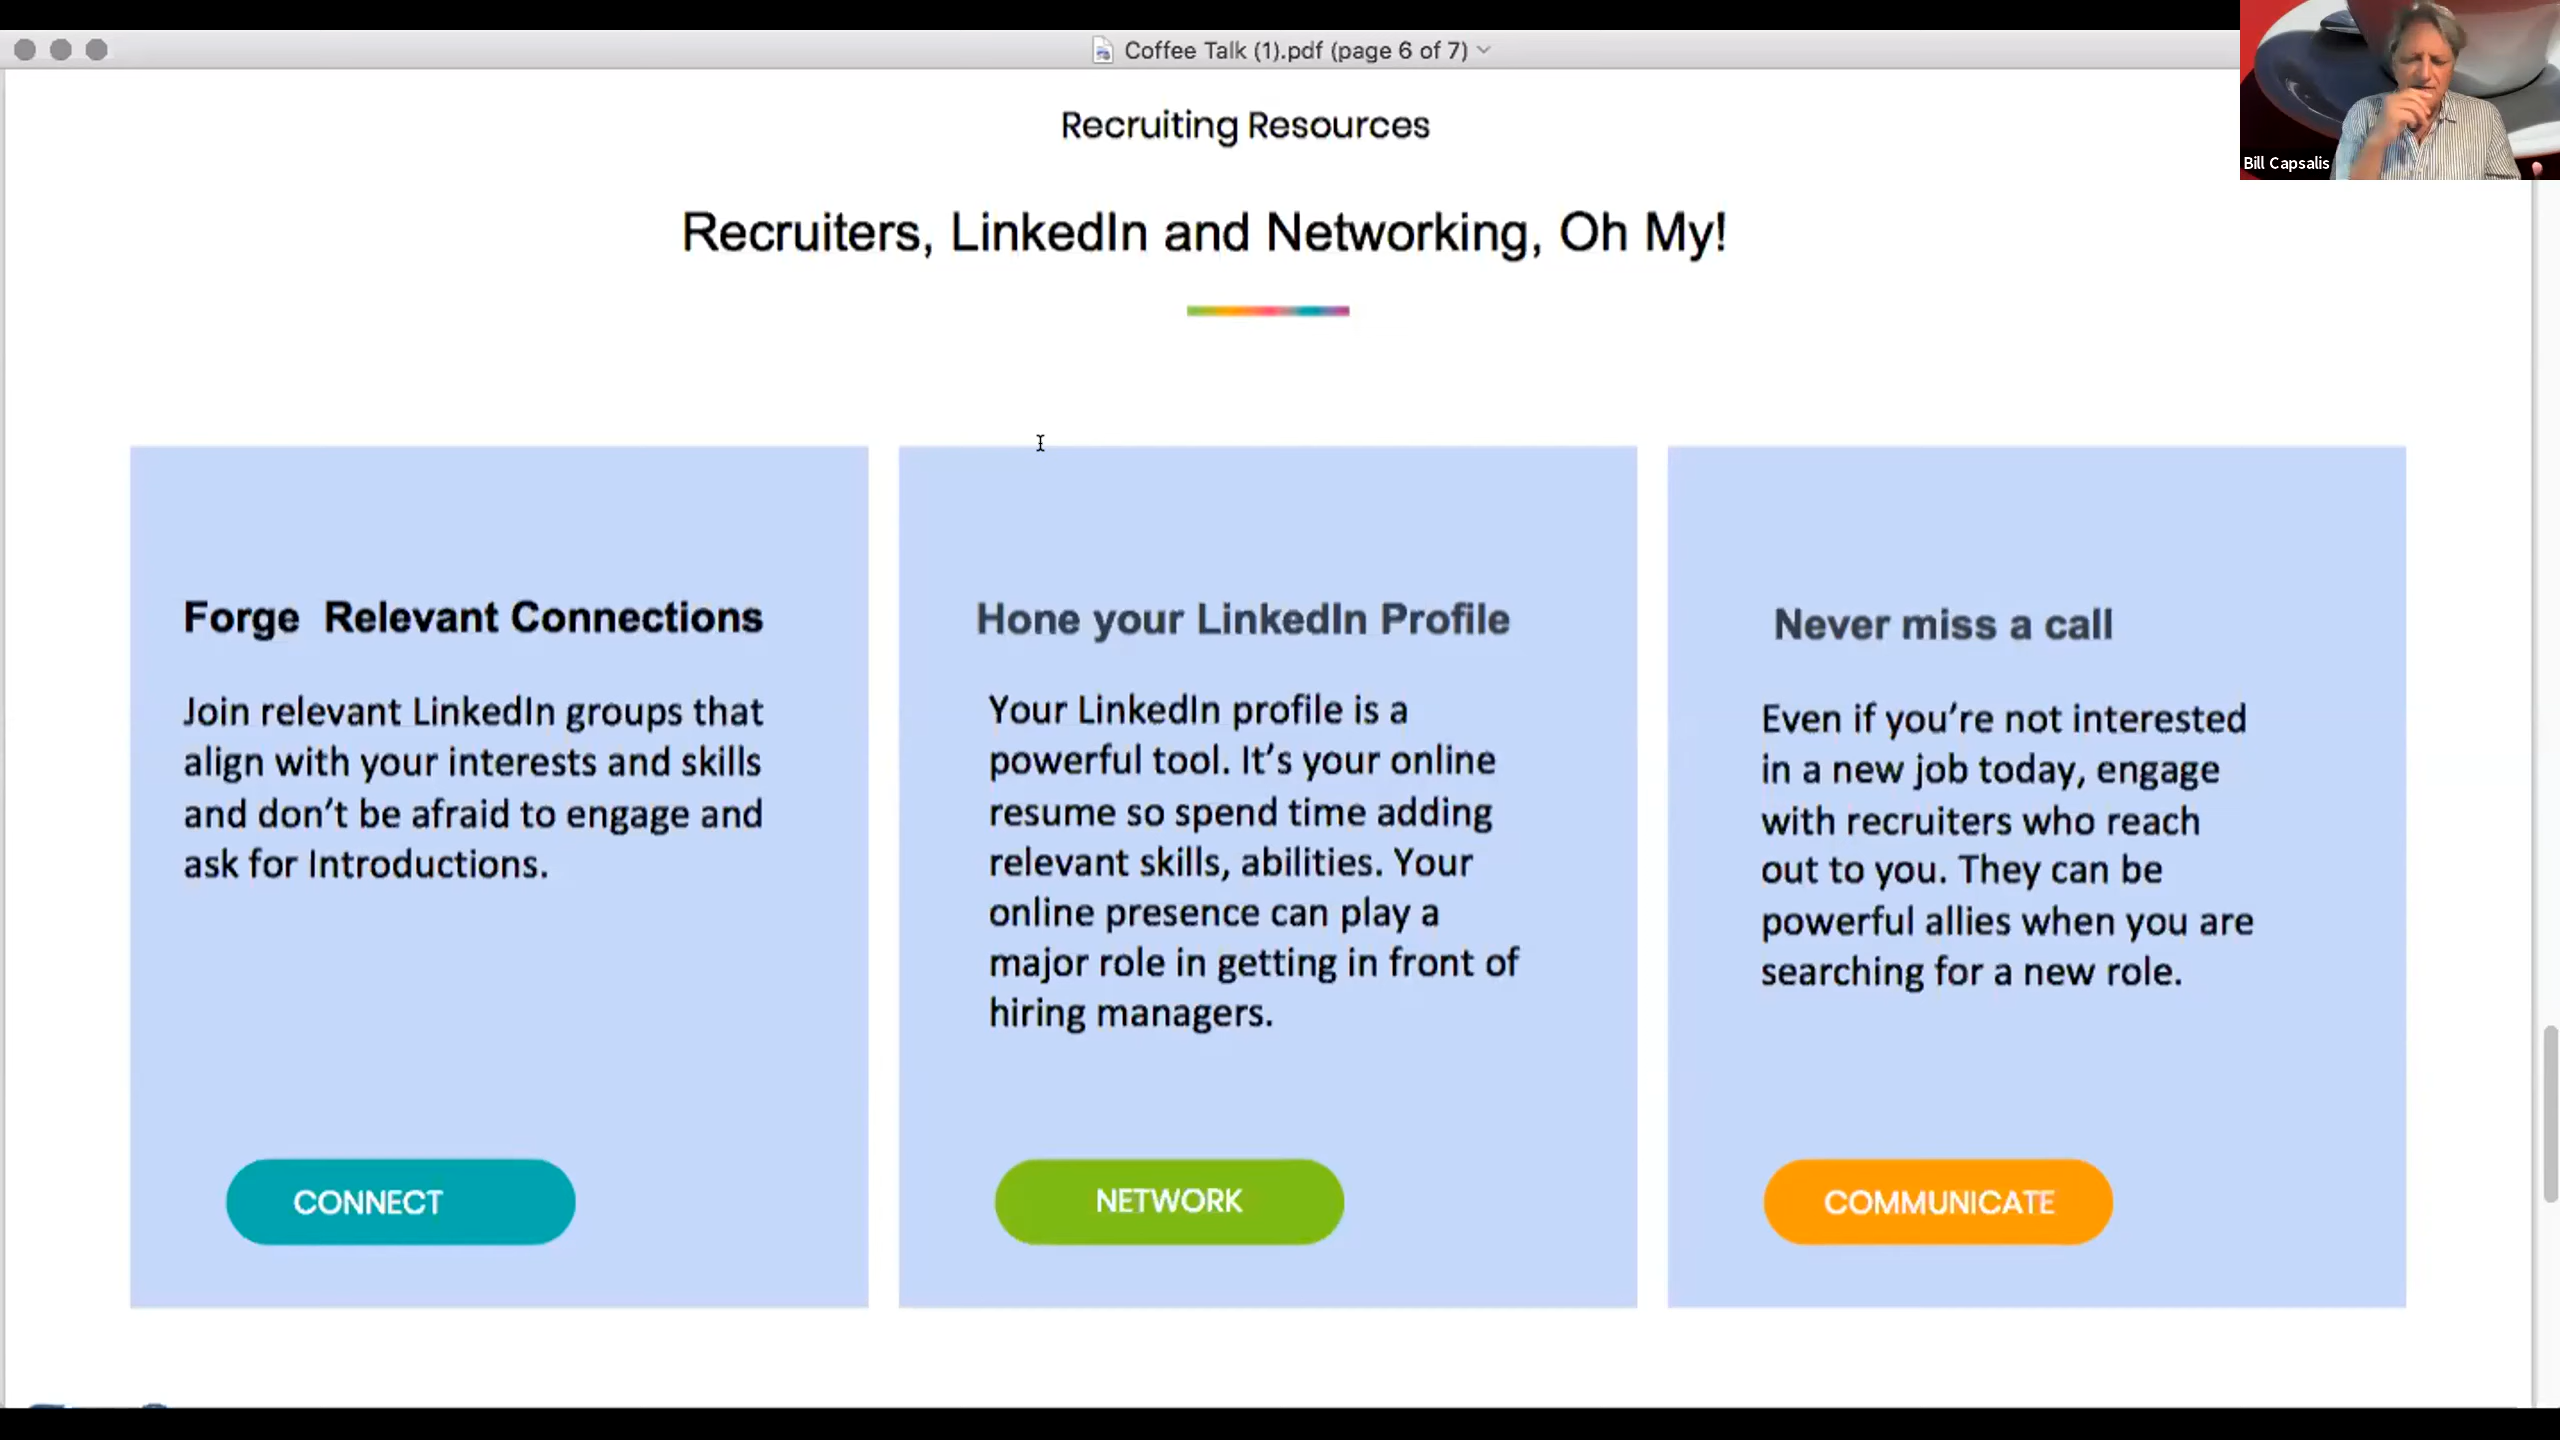 Coffee Talk (1).pdf (page 6 of 7)
Bill Capsalis
Recruiting Resources
Recruiters, LinkedIn and Networking, Oh My!
Forge Relevant Connections
Join relevant LinkedIn groups that
align with your interests and skills
and don't be afraid to engage and
ask for Introductions.
CONNECT
Hone your LinkedIn Profile
Your LinkedIn profile is a
powerful tool. It's your online
resume so spend time adding
relevant skills, abilities. Your
online presence can play a
major role in getting in front of
hiring managers.
NETWORK
Never miss a call
Even if you're not interested
in a new job today, engage
with recruiters who reach
out to you. They can be
powerful allies when you are
searching for a new role.
COMMUNICATE